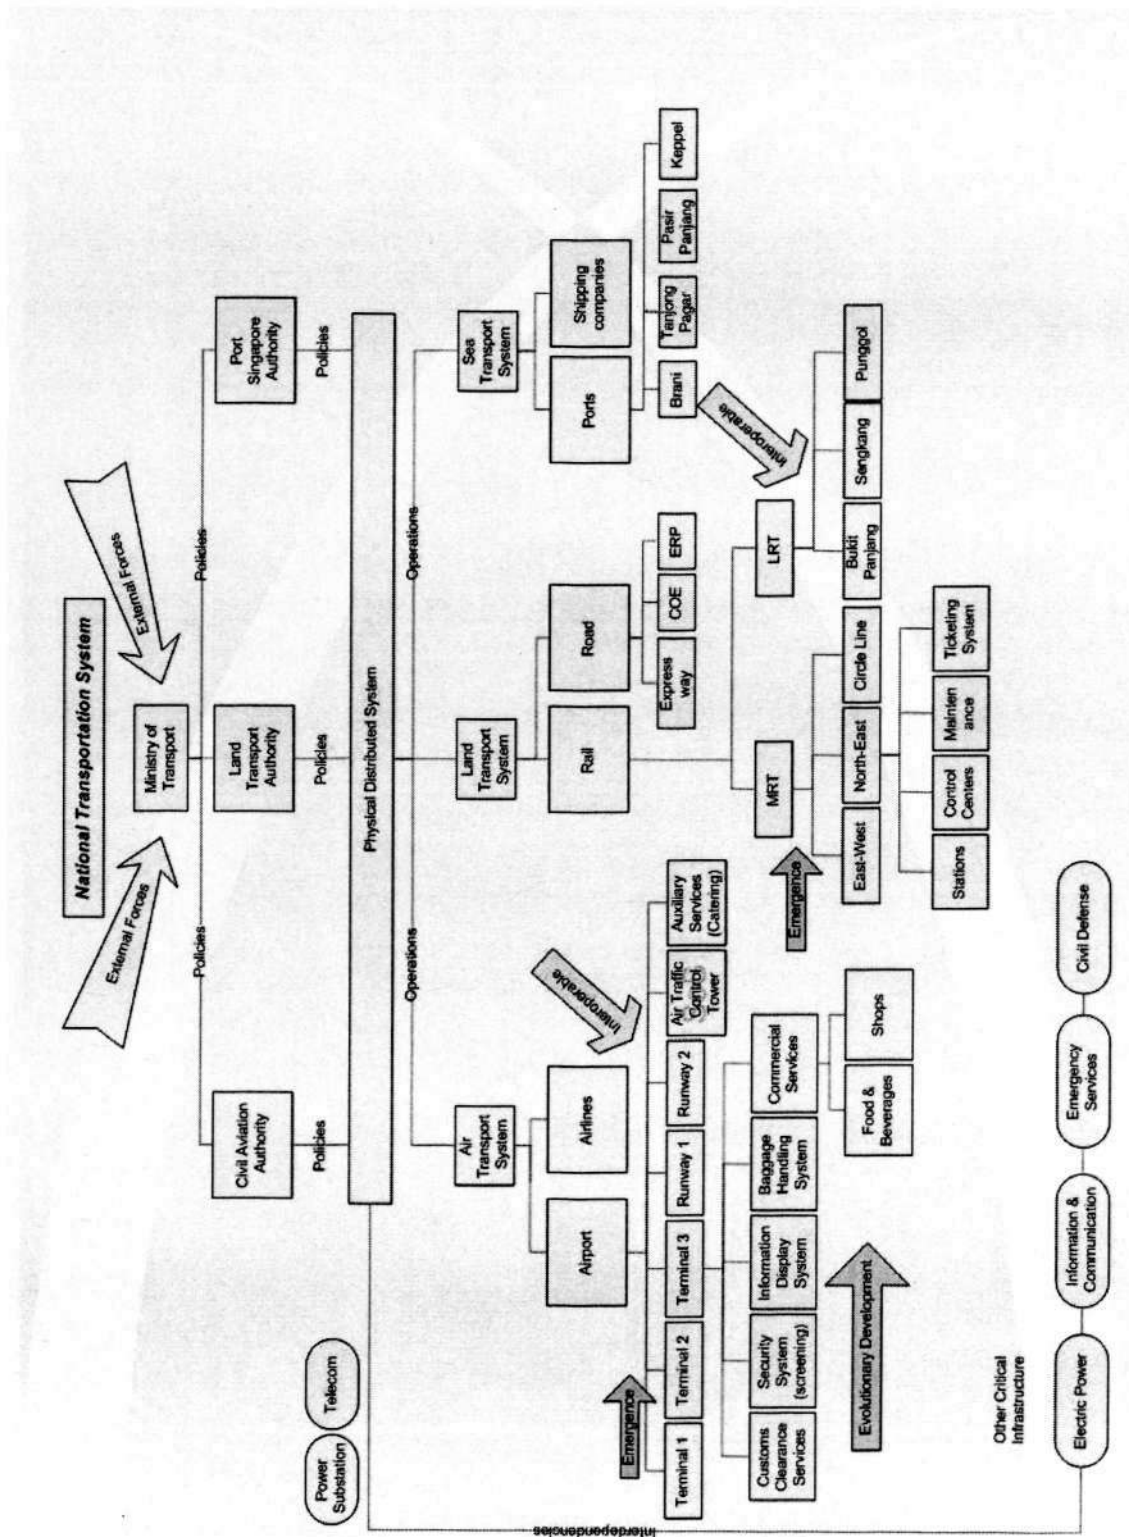 National Transportation System
External Forces
External Forces
Ministry of
Transport
Policies
Policies
Civil Aviation
Authority
Land
Transport
Authority
Port
Singapore
Authority
Policies
Policies
Policies
Power
Substation
Telecom
Physical Distributed System
Operations
Operations
Air
Transport
System
Land
Transport
System
Sea
Transport
System
Airport
Airlines
Rail
Road
Ports
Shipping
companies
Interoperable
Emergence
Terminal 1
Terminal 2
Terminal 3
Runway 1
Runway 2
Air Traffic
Control
Tower
Auxiliary
Services
(Catering)
Express
way
COE
ERP
Brani
Tanjong
Pagar
Pasir
Panjang
Keppel
Interoperable
Customs
Clearance
Services
Security
System
(screening)
Information
Display
System
Baggage
Handling
System
Commercial
Services
MRT
LRT
Emergence
Food &
Beverages
Shops
East-West
North-East
Circle Line
Bukit
Panjang
Sengkang
Punggol
Evolutionary Development
Stations
Control
Centers
Mainten
ance
Ticketing
System
Other Critical
Infrastructure
Electric Power
Information &
Communication
Emergency
Services
Civil Defense
Interdependencies